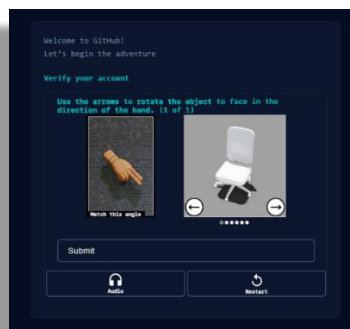 Welcome to GitHub!
Let's begin the adventure
Verify your account
Use the arrows to rotate the object to face in the
direction of the hand. (1 of 1)
Match this angle
Submit
Audio
Restart